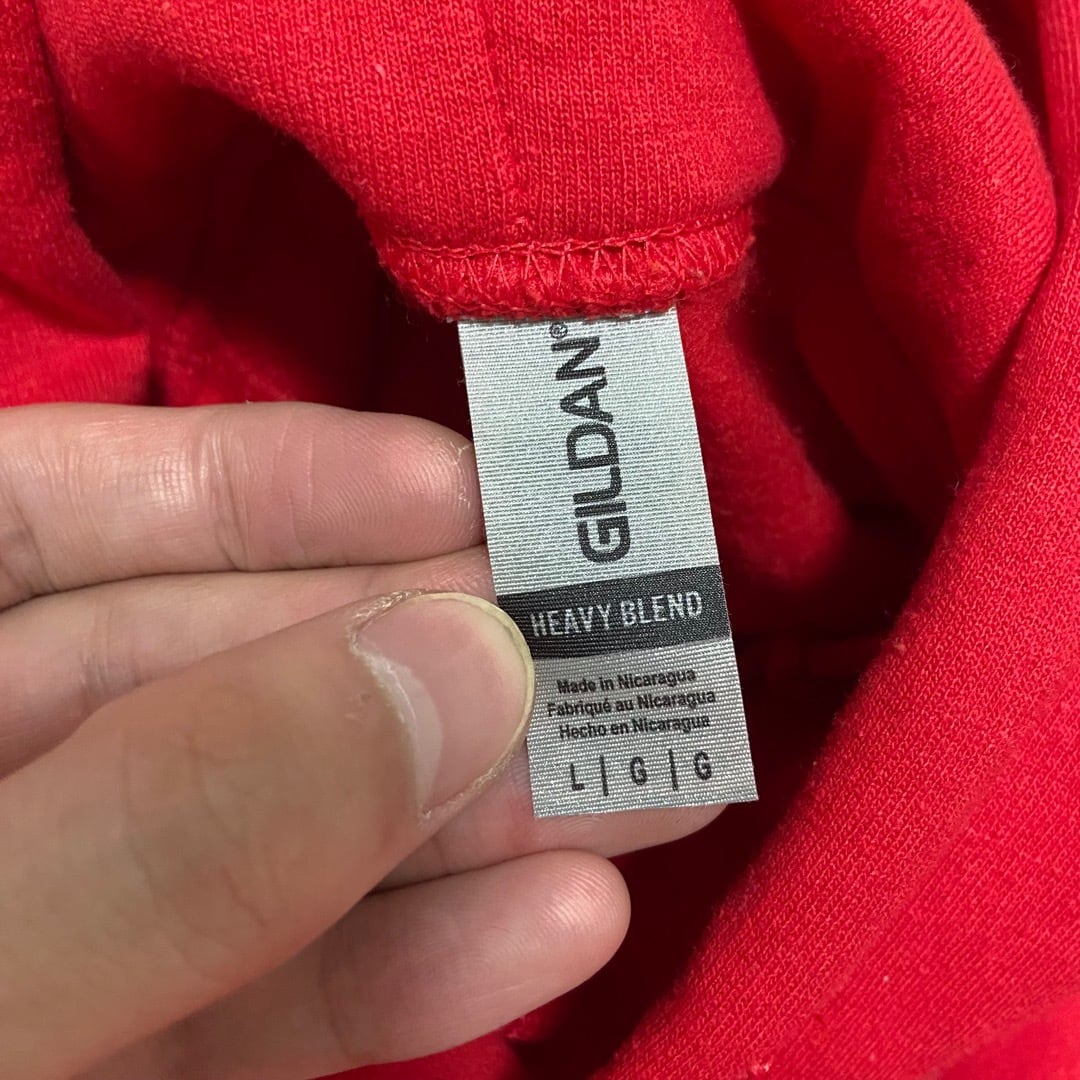 GILDAN®
HEAVY BLEND
Made in Nicaragua
Fabriqué au Nicaragua
Hecho en Nicaragua
L | G | G